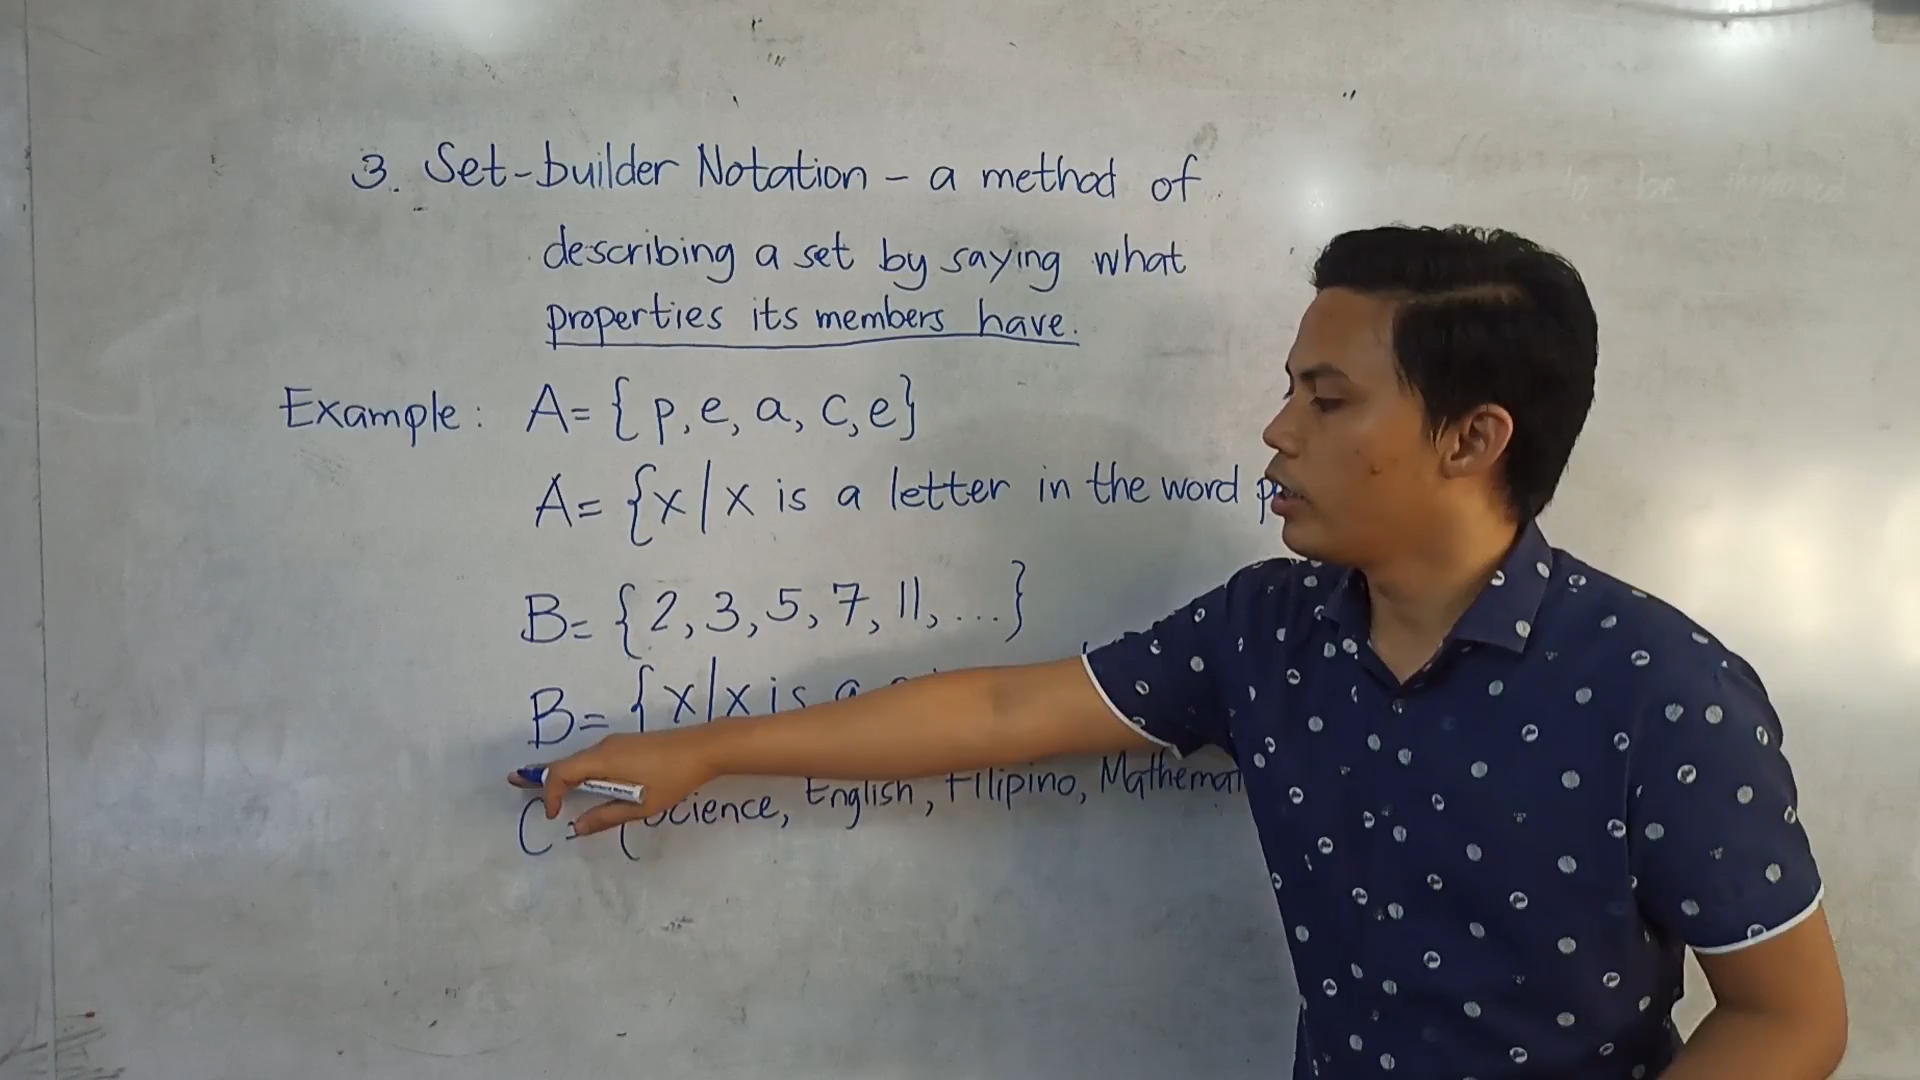 3. Set-builder Notation - a method of
describing a set by saying what
properties its members have.
Example: A= { p, e, a, c, e}
A= {x/x is a letter in the word
B= { 2, 3, 5, 7, 11, ...}
B= {x/x is a
C= { Science, English, Filipino,